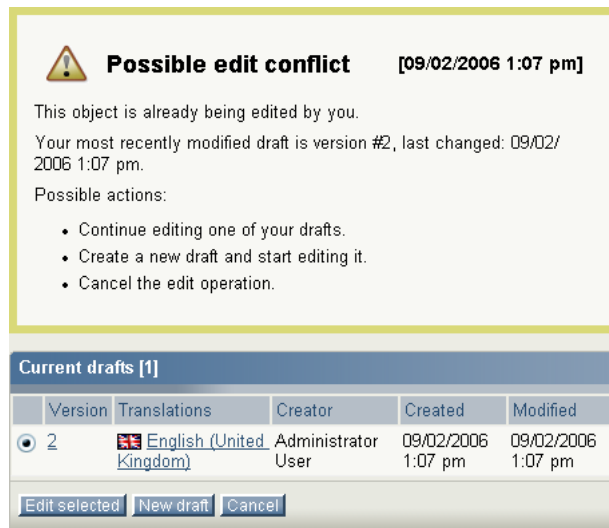 Possible edit conflict [09/02/2006 1:07 pm]
This object is already being edited by you.
Your most recently modified draft is version #2, last changed: 09/02/
2006 1:07 pm.
Possible actions:
• Continue editing one of your drafts.
• Create a new draft and start editing it.
• Cancel the edit operation.
Current drafts [1]
Version Translations Creator Created Modified
2 English (United Administrator 09/02/2006 09/02/2006
Kingdom) User 1:07 pm 1:07 pm
Edit selected New draft Cancel